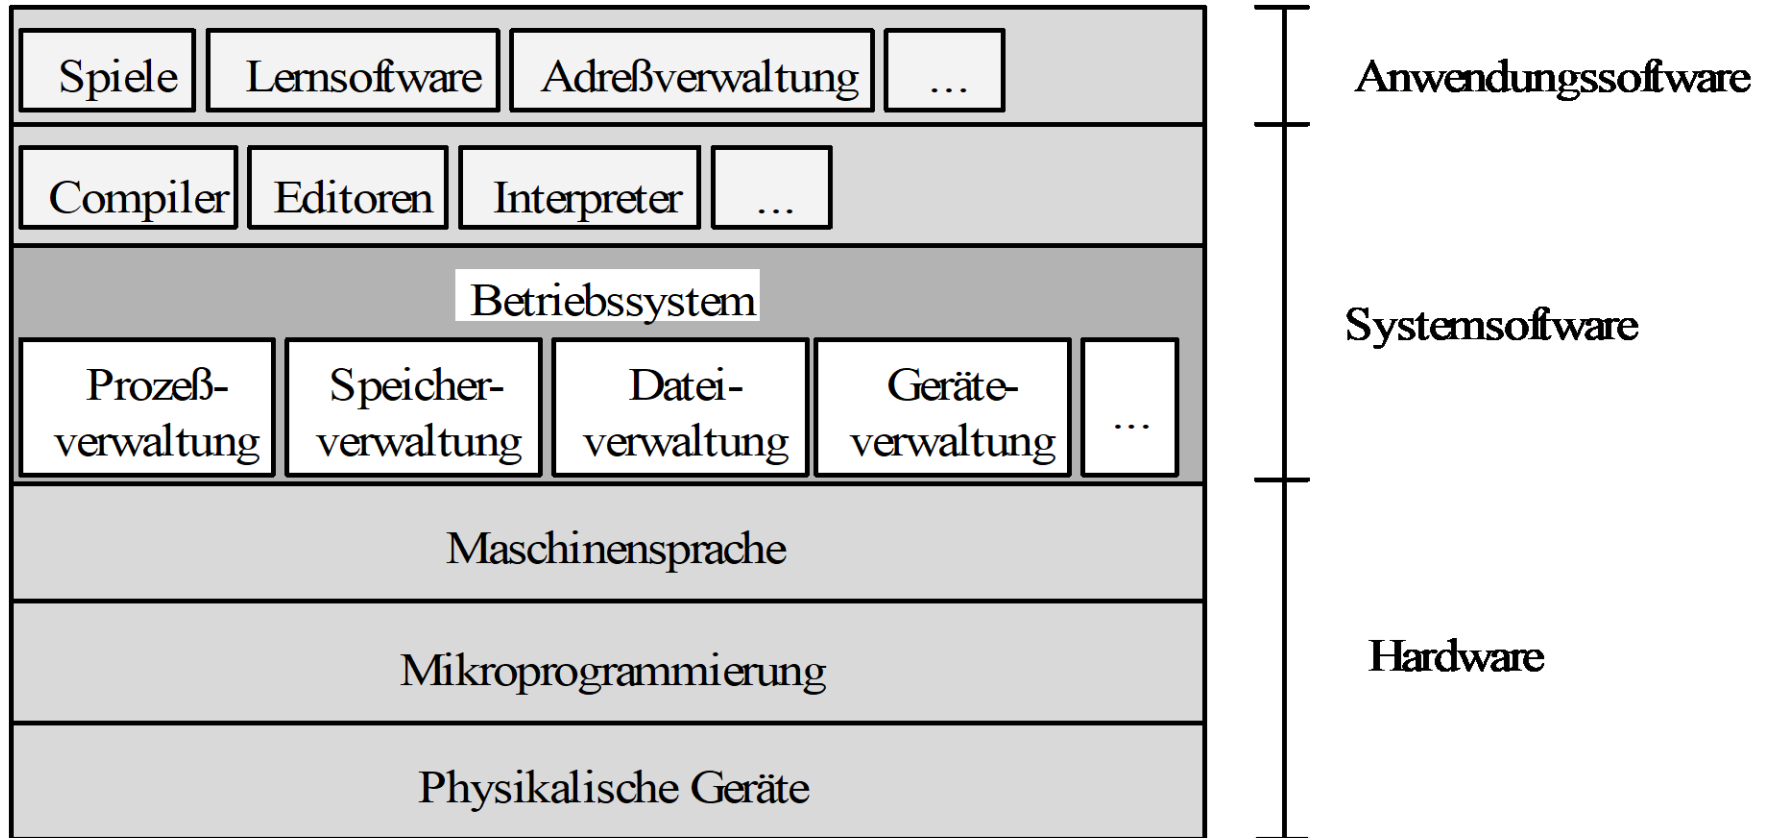 Spiele Lernsoftware Adreßverwaltung ... Anwendungssoftware
Compiler Editoren Interpreter ...
Betriebssystem
Systemsoftware
Prozeß- Speicher- Datei- Geräte-
verwaltung verwaltung verwaltung verwaltung ...
Maschinensprache
Mikroprogrammierung Hardware
Physikalische Geräte